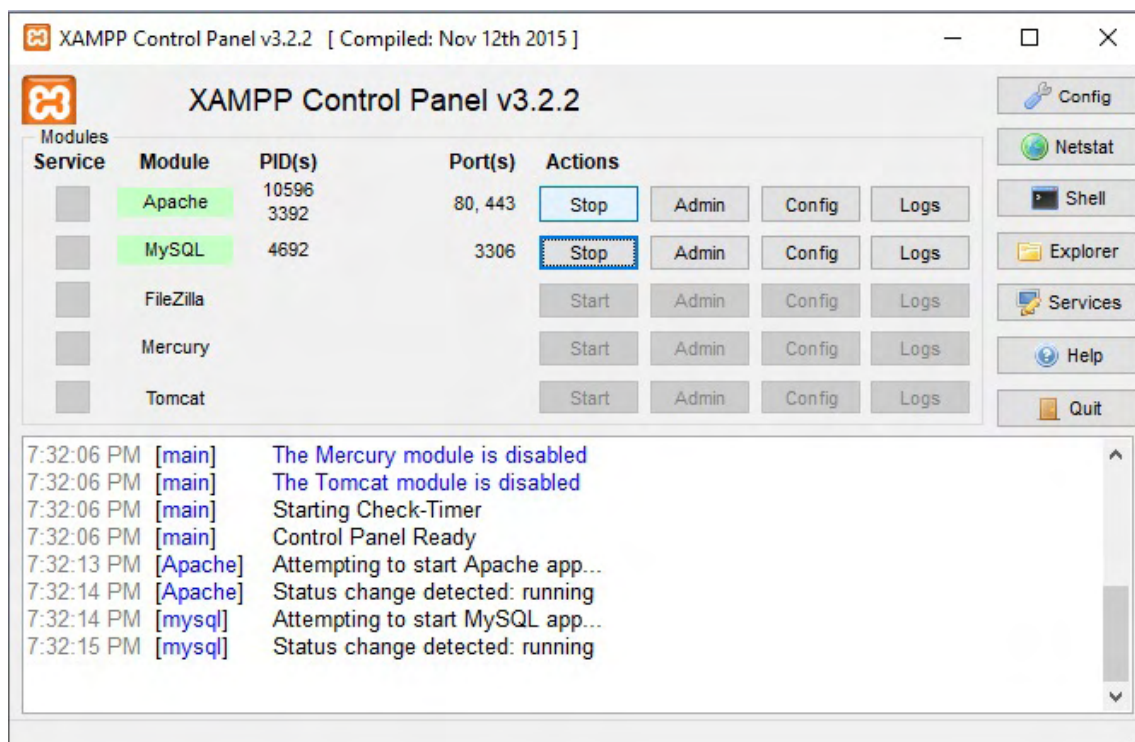 XAMPP Control Panel v3.2.2 [ Compiled: Nov 12th 2015 ]
XAMPP Control Panel v3.2.2
Config
Modules
Service Module PID(s) Port(s) Actions
Netstat
Apache 10596 3392 80, 443 Stop Admin Config Logs
Shell
MySQL 4692 3306 Stop Admin Config Logs
Explorer
FileZilla Start Admin Config Logs
Services
Mercury Start Admin Config Logs
Help
Tomcat Start Admin Config Logs
Quit
7:32:06 PM [main] The Mercury module is disabled
7:32:06 PM [main] The Tomcat module is disabled
7:32:06 PM [main] Starting Check-Timer
7:32:06 PM [main] Control Panel Ready
7:32:13 PM [Apache] Attempting to start Apache app...
7:32:14 PM [Apache] Status change detected: running
7:32:14 PM [mysql] Attempting to start MySQL app...
7:32:15 PM [mysql] Status change detected: running